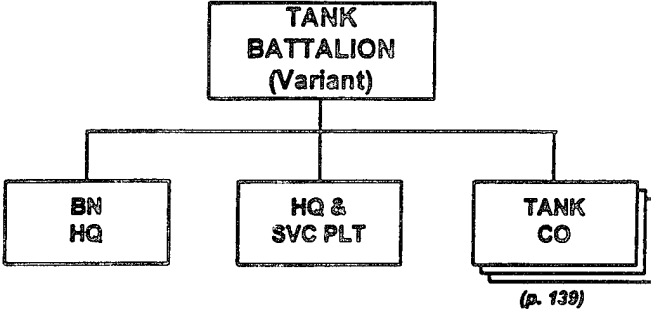 TANK
BATTALION
(Variant)
BN
HQ
HQ &
SVC PLT
TANK
CO
(p. 139)